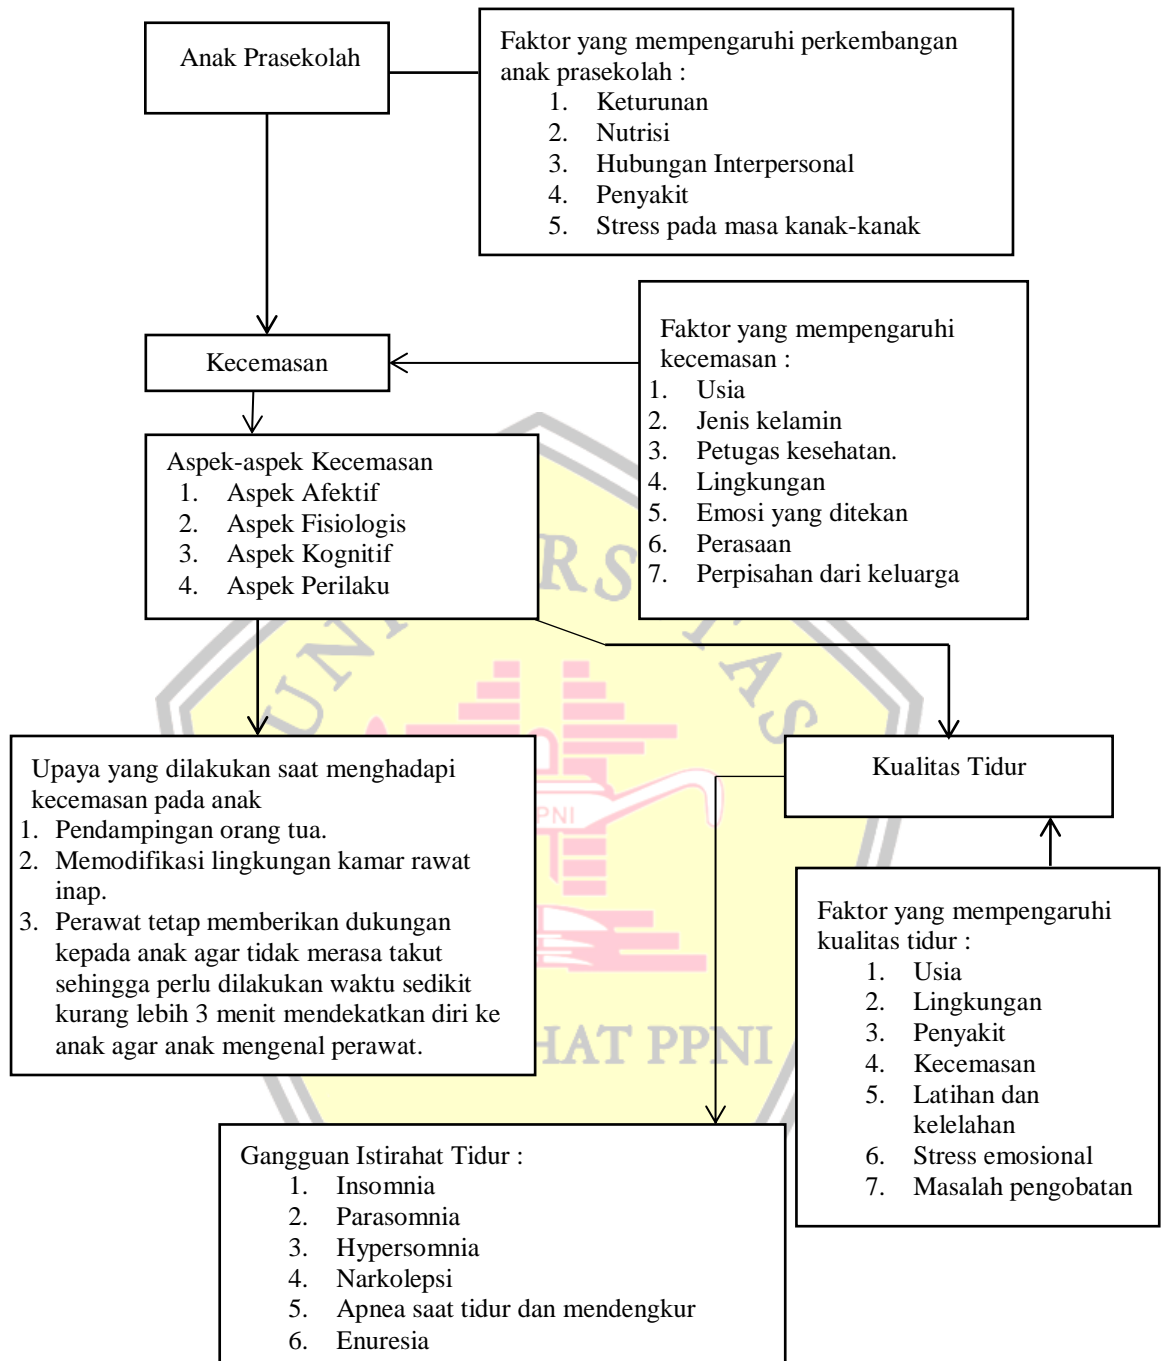 Anak Prasekolah
Faktor yang mempengaruhi perkembangan
anak prasekolah :
1. Keturunan
2. Nutrisi
3. Hubungan Interpersonal
4. Penyakit
5. Stress pada masa kanak-kanak
Faktor yang mempengaruhi
kecemasan :
1. Usia
2. Jenis kelamin
3. Petugas kesehatan.
4. Lingkungan
5. Emosi yang ditekan
6. Perasaan
7. Perpisahan dari keluarga
Kecemasan
Aspek-aspek Kecemasan
1. Aspek Afektif
2. Aspek Fisiologis
3. Aspek Kognitif
4. Aspek Perilaku
Upaya yang dilakukan saat menghadapi
kecemasan pada anak
1. Pendampingan orang tua.
2. Memodifikasi lingkungan kamar rawat
inap.
3. Perawat tetap memberikan dukungan
kepada anak agar tidak merasa takut
sehingga perlu dilakukan waktu sedikit
kurang lebih 3 menit mendekatkan diri ke
anak agar anak mengenal perawat.
Kualitas Tidur
Faktor yang mempengaruhi
kualitas tidur :
1. Usia
2. Lingkungan
3. Penyakit
4. Kecemasan
5. Latihan dan
kelelahan
6. Stress emosional
7. Masalah pengobatan
Gangguan Istirahat Tidur :
1. Insomnia
2. Parasomnia
3. Hypersomnia
4. Narkolepsi
5. Apnea saat tidur dan mendengkur
6. Enuresia
UNI RS TAS
PNI
HAT PPNI